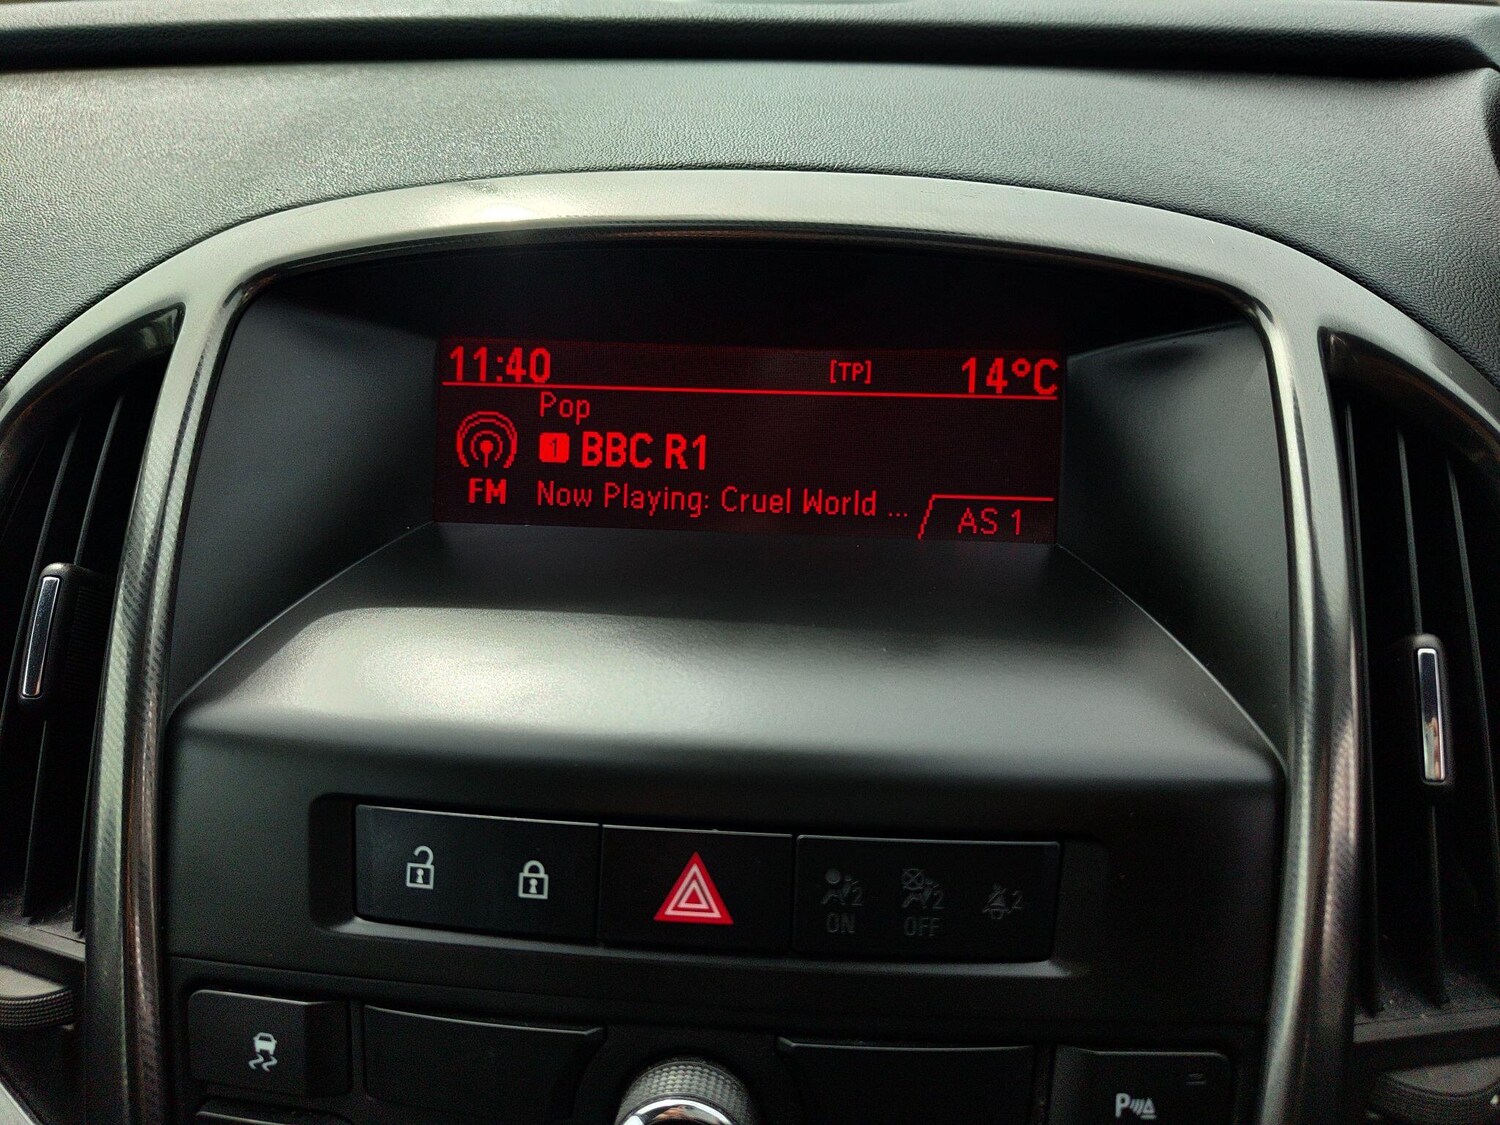 11:40 [TP] 14°C
Pop
1 BBC R1
FM Now Playing: Cruel World ... AS 1
2 2 2
ON OFF
P